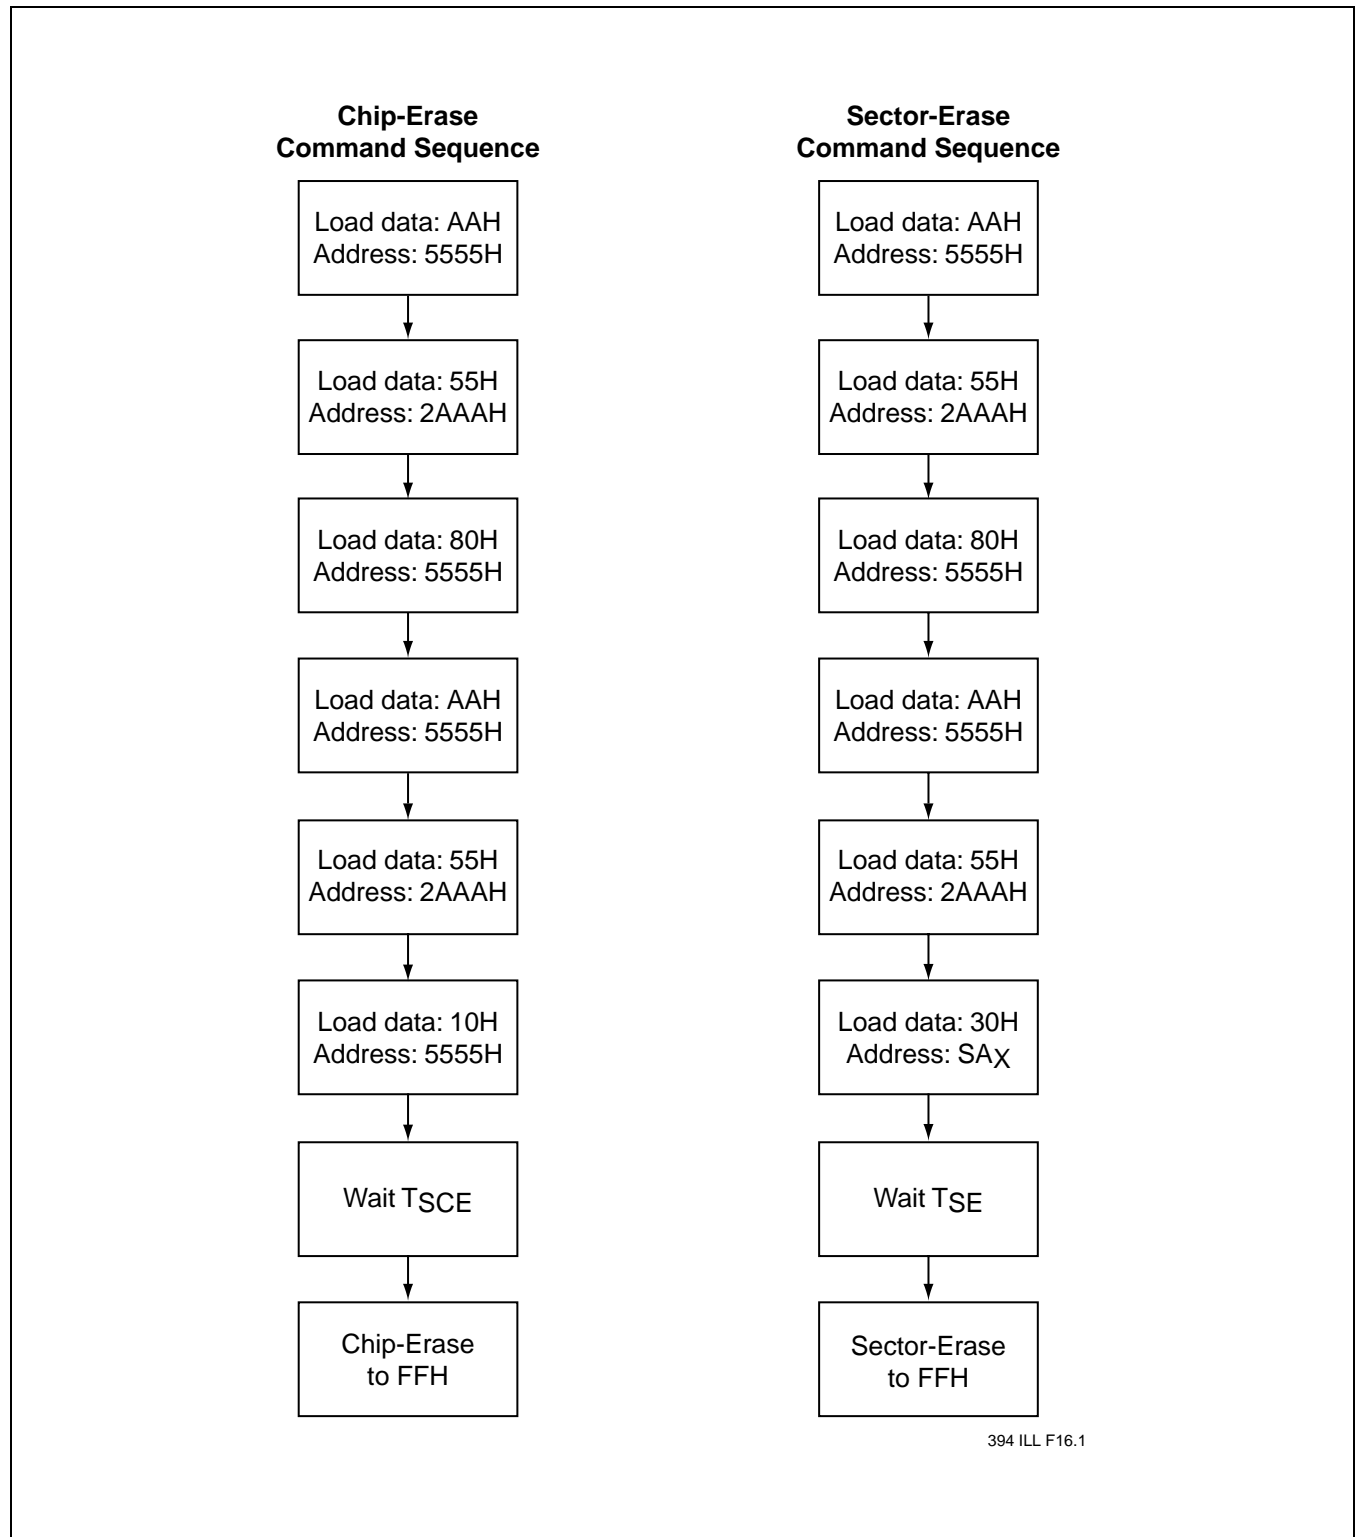 Chip-Erase
Command Sequence
Load data: AAH
Address: 5555H
Load data: 55H
Address: 2AAAH
Load data: 80H
Address: 5555H
Load data: AAH
Address: 5555H
Load data: 55H
Address: 2AAAH
Load data: 10H
Address: 5555H
Wait TSCE
Chip-Erase
to FFH
Sector-Erase
Command Sequence
Load data: AAH
Address: 5555H
Load data: 55H
Address: 2AAAH
Load data: 80H
Address: 5555H
Load data: AAH
Address: 5555H
Load data: 55H
Address: 2AAAH
Load data: 30H
Address: SAX
Wait TSE
Sector-Erase
to FFH
394 ILL F16.1